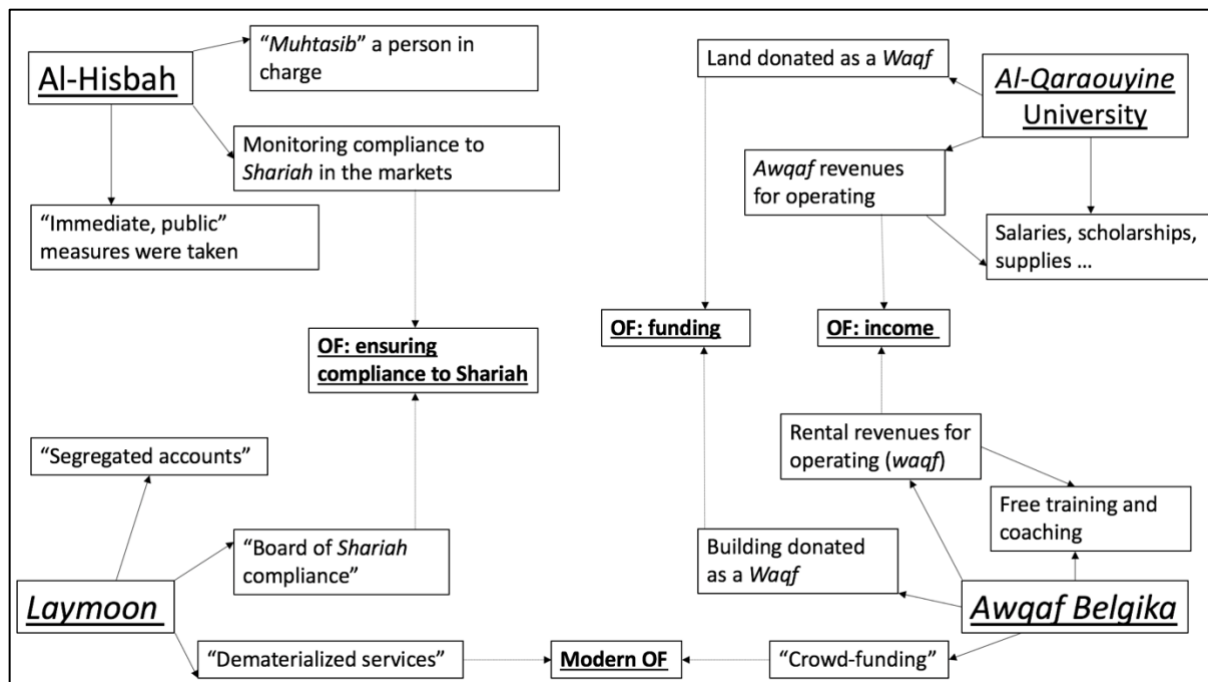 Al-Hisbah
“Muhtasib” a person in
charge
Monitoring compliance to
Shariah in the markets
“Immediate, public”
measures were taken
Land donated as a Waqf
Al-Qaraouyine
University
Awqaf revenues
for operating
Salaries, scholarships,
supplies ...
OF: ensuring
compliance to Shariah
OF: funding
OF: income
“Segregated accounts”
“Board of Shariah
compliance”
Laymoon
“Dematerialized services”
Modern OF
Rental revenues for
operating (waqf)
Free training and
coaching
Building donated
as a Waqf
Awqaf Belgika
“Crowd-funding”